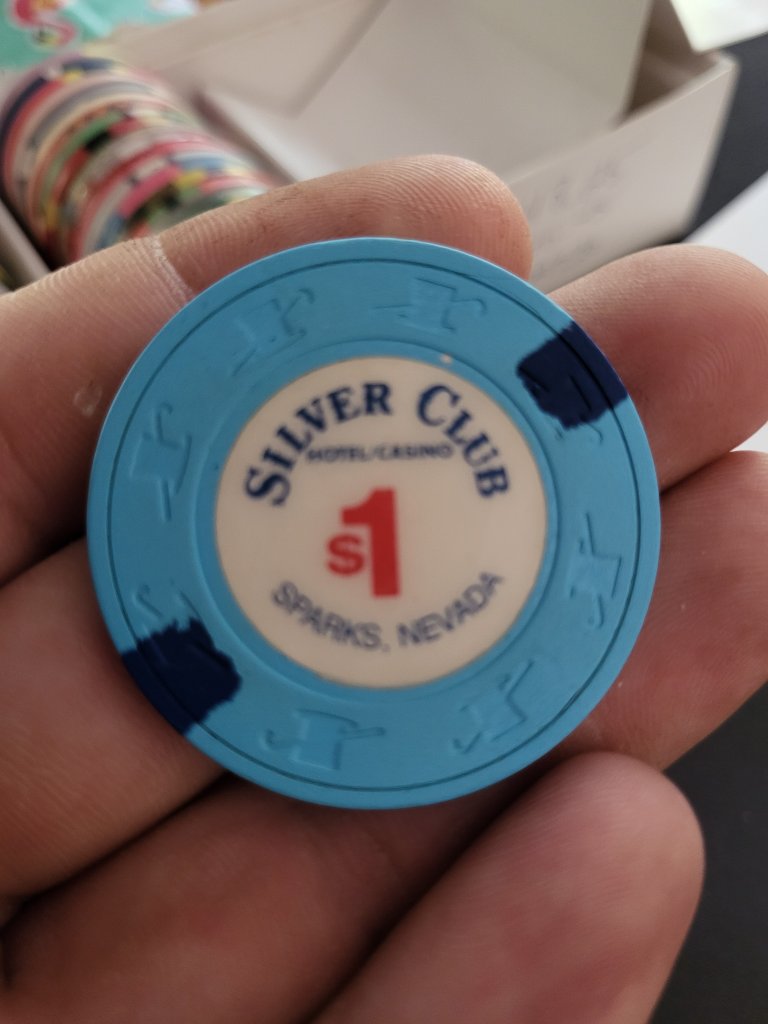 SILVER CLUB
HOTEL/CASINO
$1
SPARKS, NEVADA